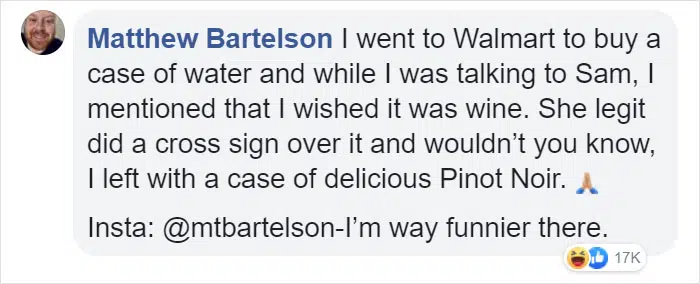 Matthew Bartelson I went to Walmart to buy a
case of water and while I was talking to Sam, I
mentioned that I wished it was wine. She legit
did a cross sign over it and wouldn’t you know,
I left with a case of delicious Pinot Noir. 🙏🏼
Insta: @mtbartelson-I’m way funnier there.
17K